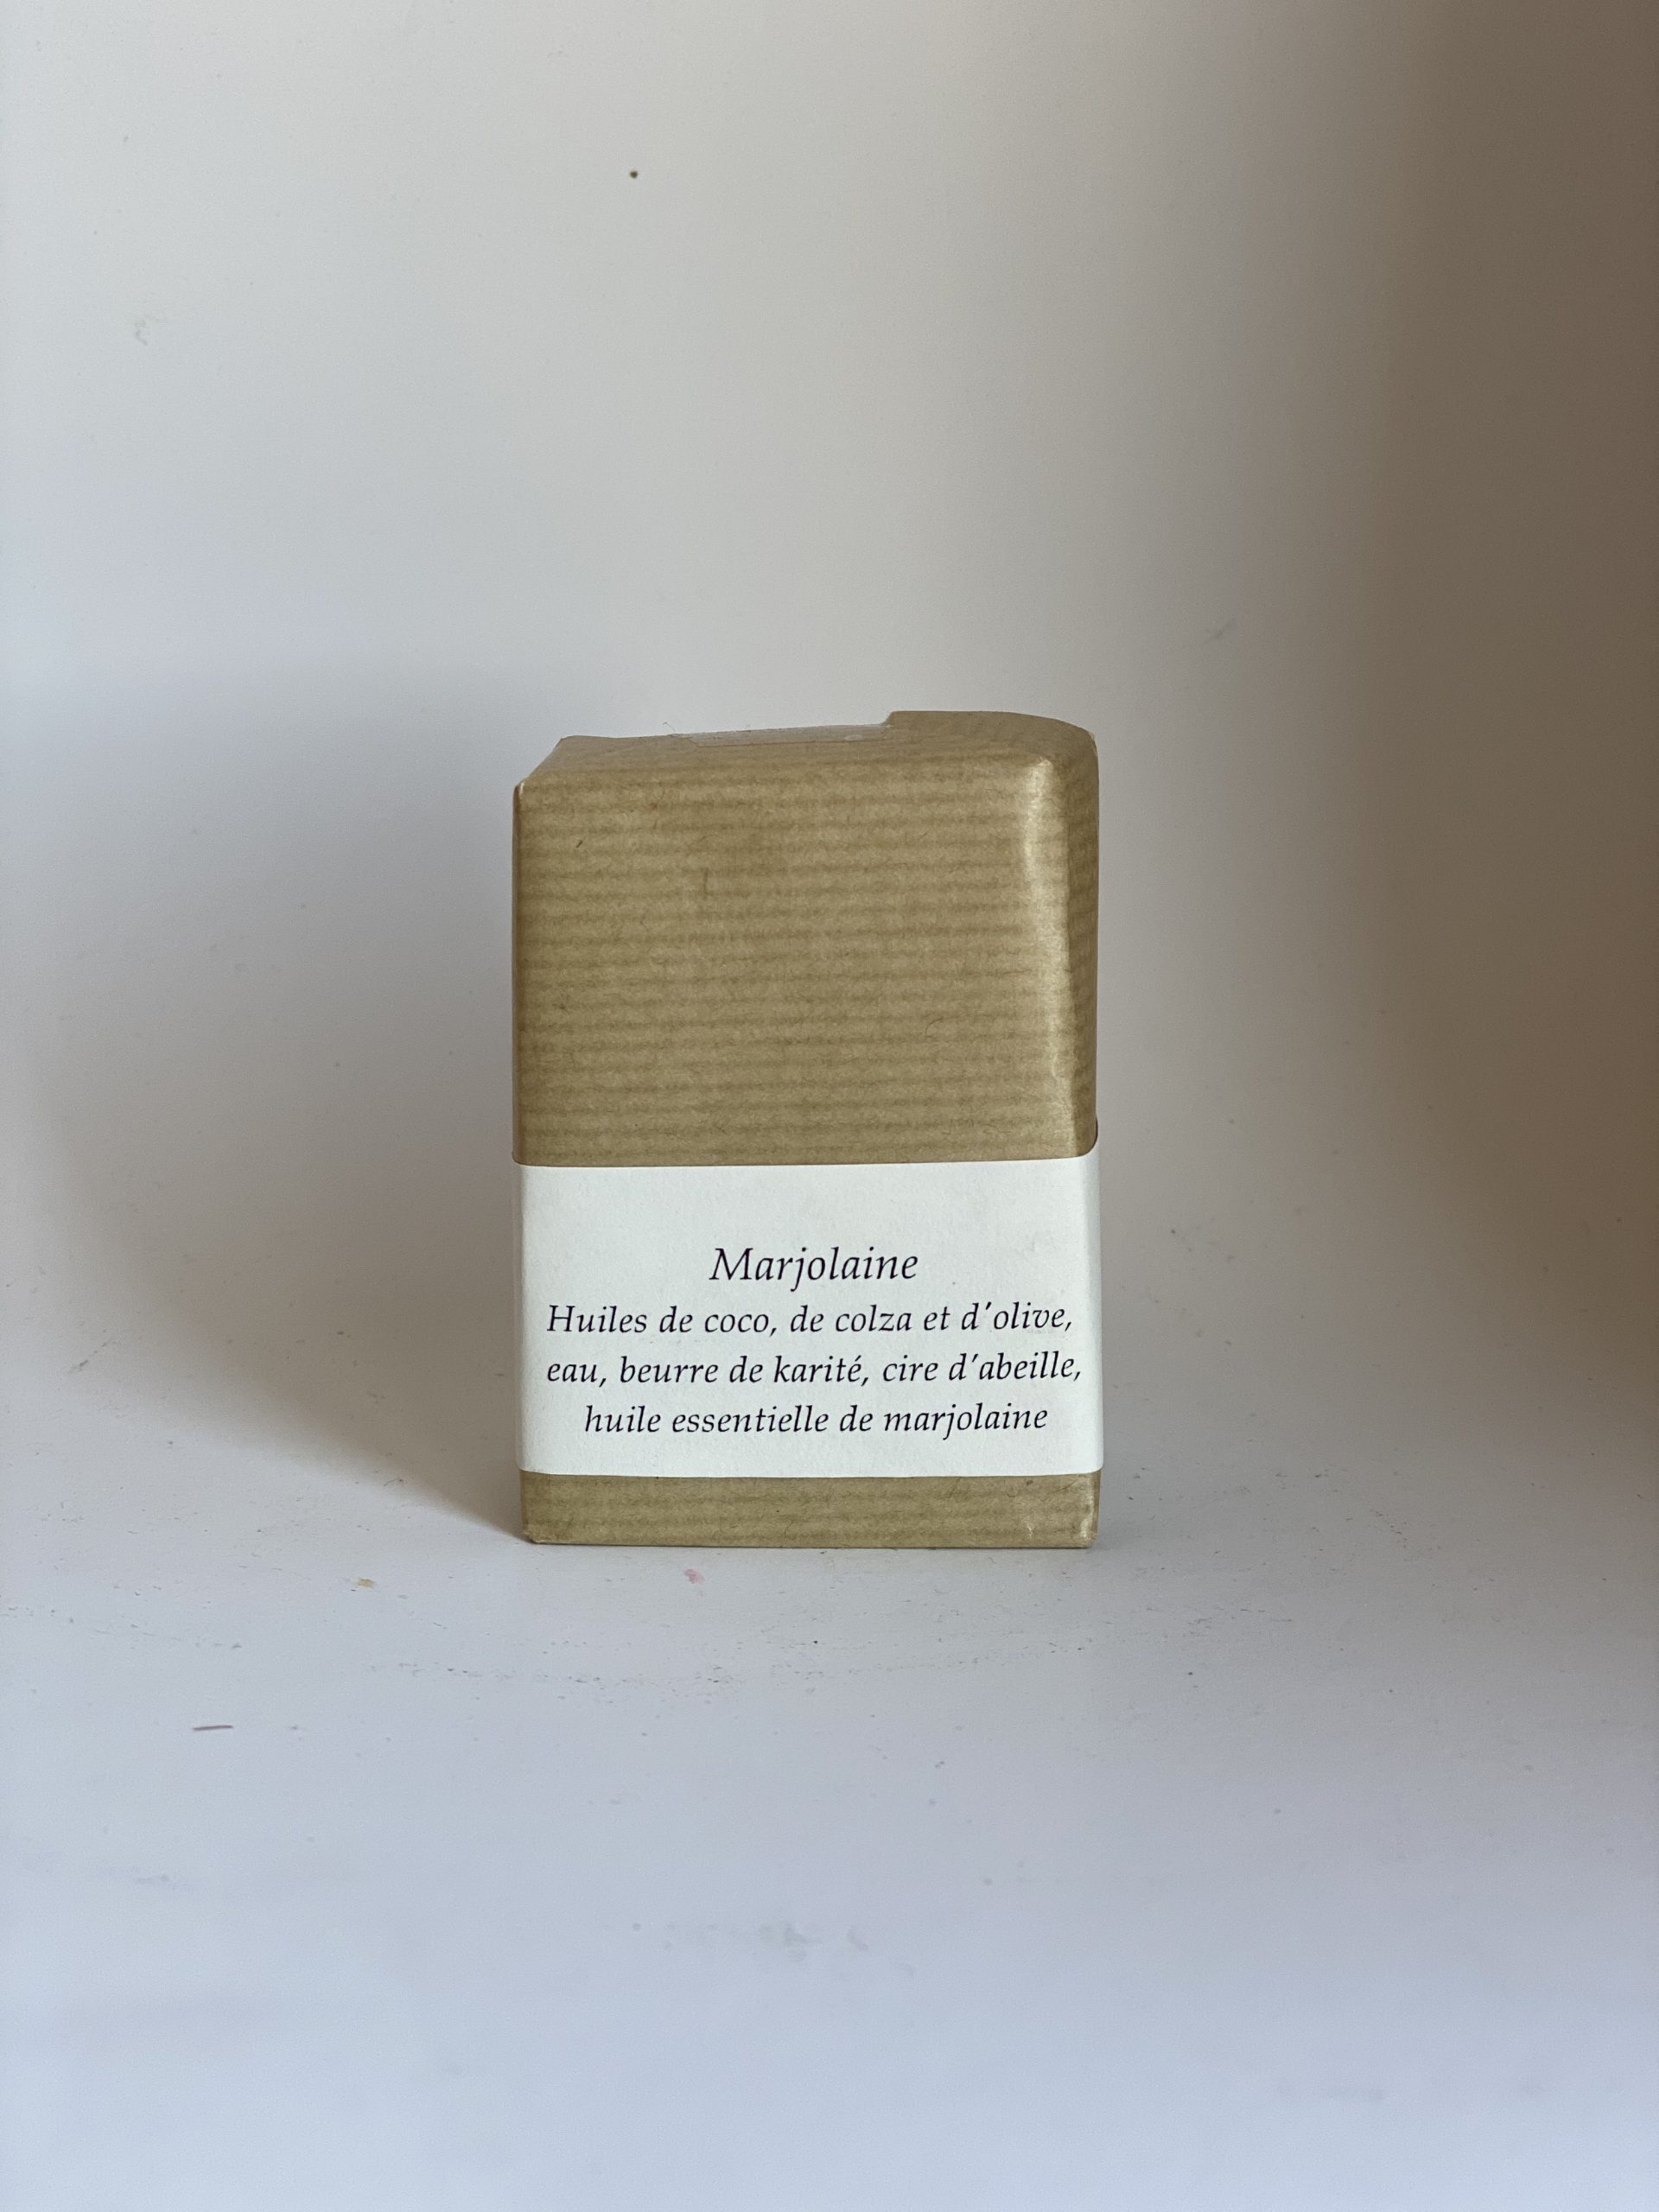 Marjolaine
Huiles de coco, de colza et d'olive,
eau, beurre de karité, cire d'abeille,
huile essentielle de marjolaine